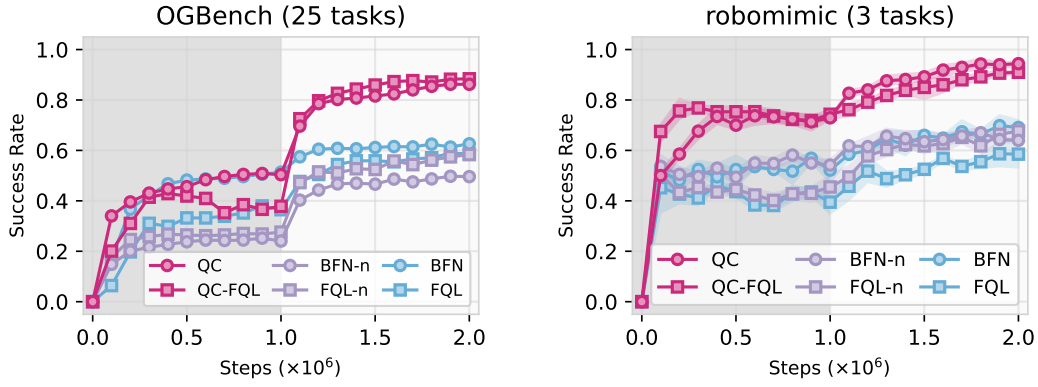 OGBench (25 tasks)
1.0
0.8
0.6
0.4
0.2
0.0
Success Rate
QC
QC-FQL
BFN-n
FQL-n
BFN
FQL
0.0
0.5
1.0
1.5
2.0
Steps (×10⁶)
robomimic (3 tasks)
1.0
0.8
0.6
0.4
0.2
0.0
Success Rate
QC
QC-FQL
BFN-n
FQL-n
BFN
FQL
0.0
0.5
1.0
1.5
2.0
Steps (×10⁶)